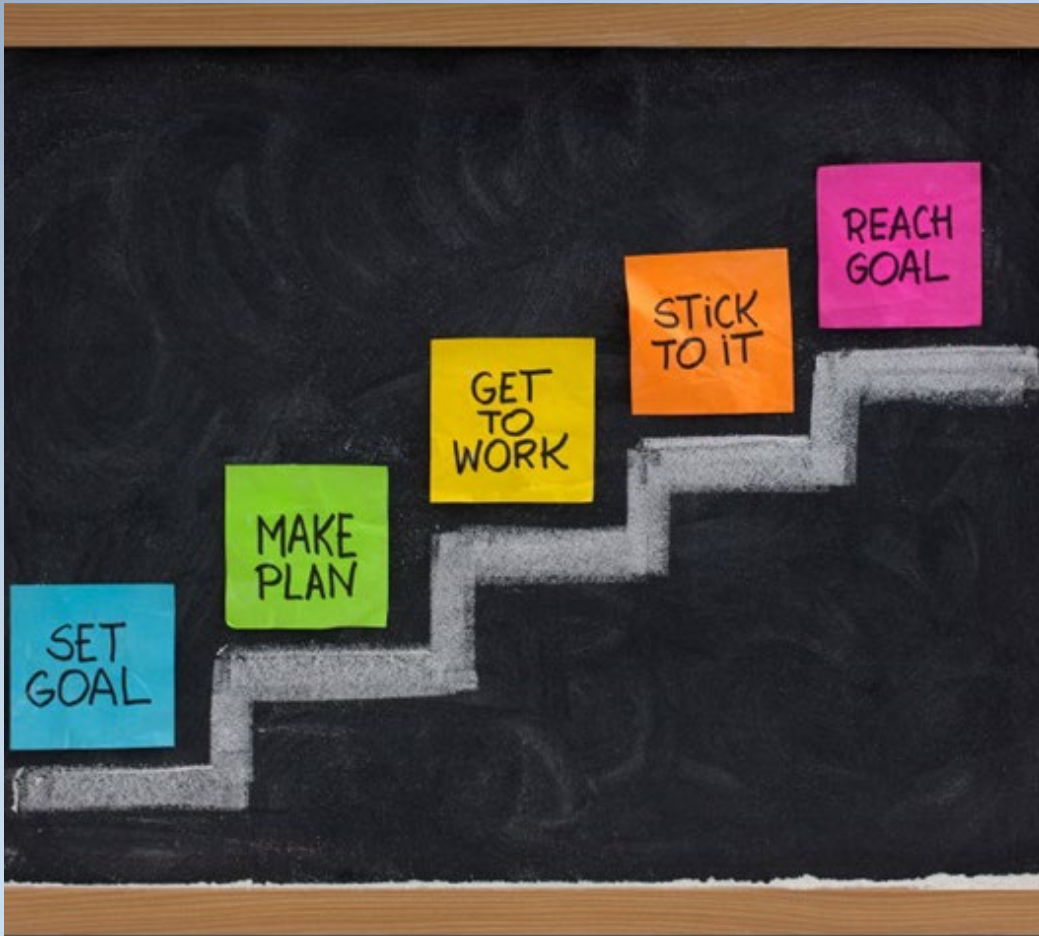 SET
GOAL
MAKE
PLAN
GET
TO
WORK
STiCK
TO iT
REACH
GOAL